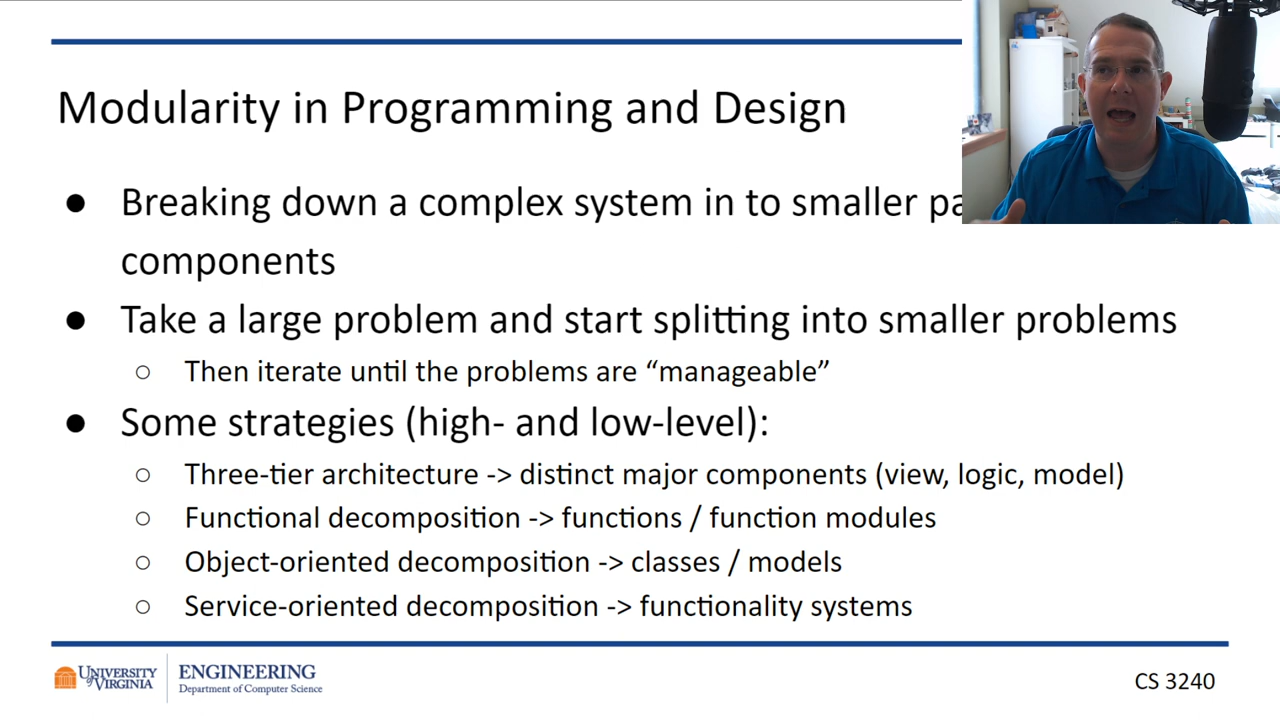 Modularity in Programming and Design
● Breaking down a complex system in to smaller
components
● Take a large problem and start splitting into smaller problems
○ Then iterate until the problems are “manageable”
● Some strategies (high- and low-level):
○ Three-tier architecture -> distinct major components (view, logic, model)
○ Functional decomposition -> functions / function modules
○ Object-oriented decomposition -> classes / models
○ Service-oriented decomposition -> functionality systems
UNIVERSITY
of VIRGINIA
ENGINEERING
Department of Computer Science
CS 3240